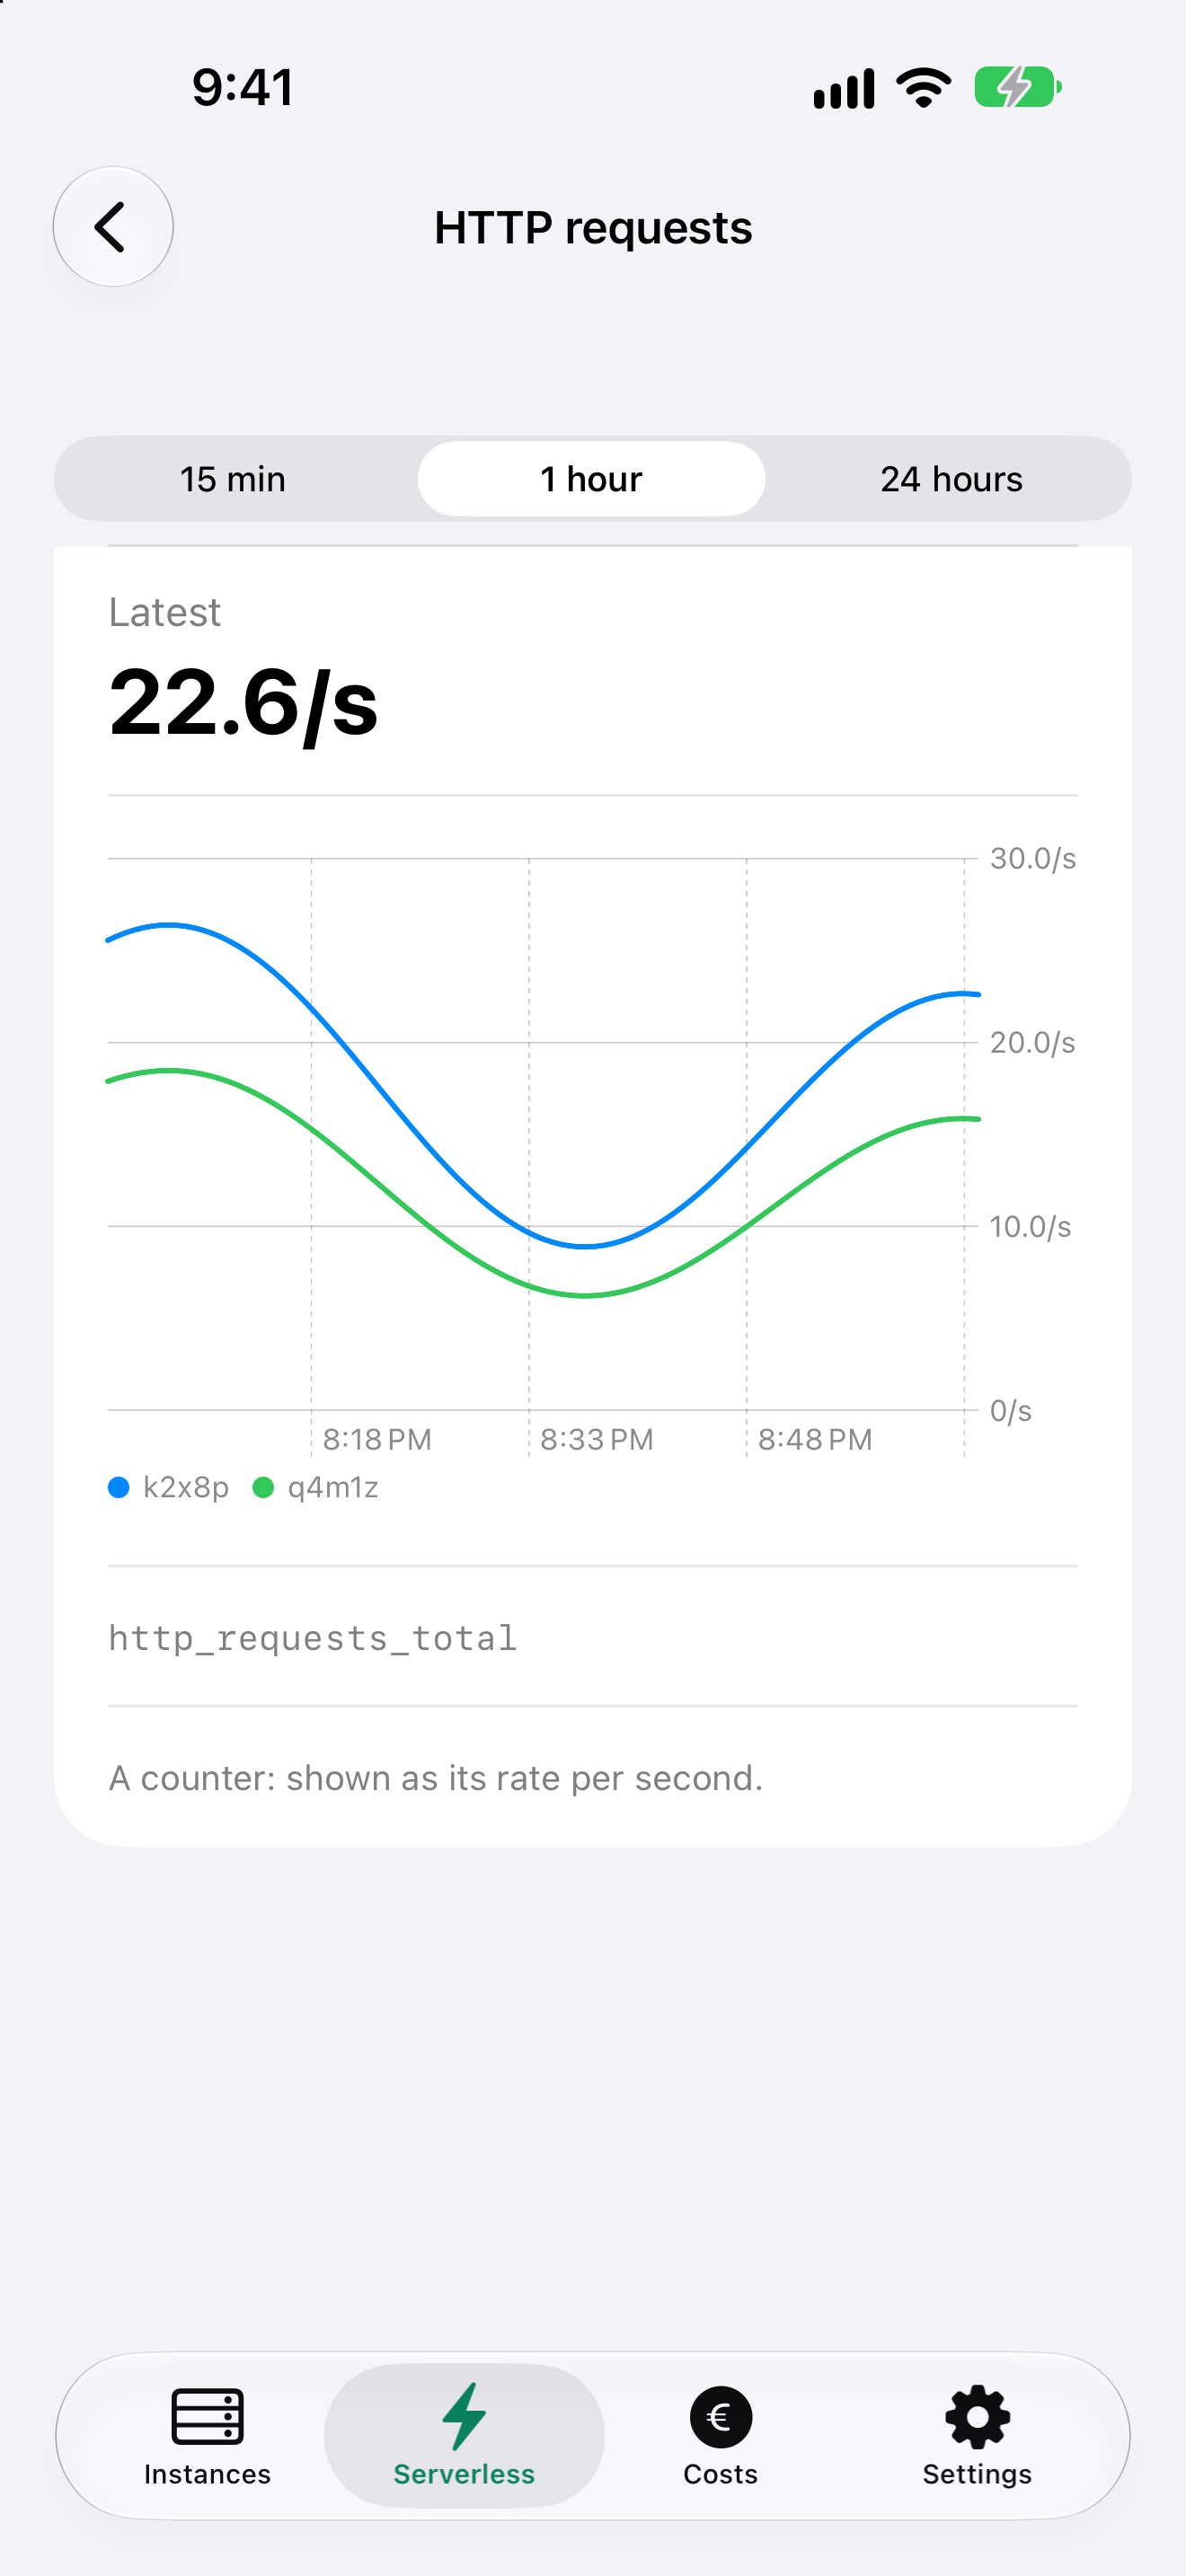 9:41
HTTP requests
15 min
1 hour
24 hours
Latest
22.6/s
30.0/s
20.0/s
10.0/s
0/s
8:18 PM
8:33 PM
8:48 PM
k2x8p
q4m1z
http_requests_total
A counter: shown as its rate per second.
Instances
Serverless
€
Costs
Settings